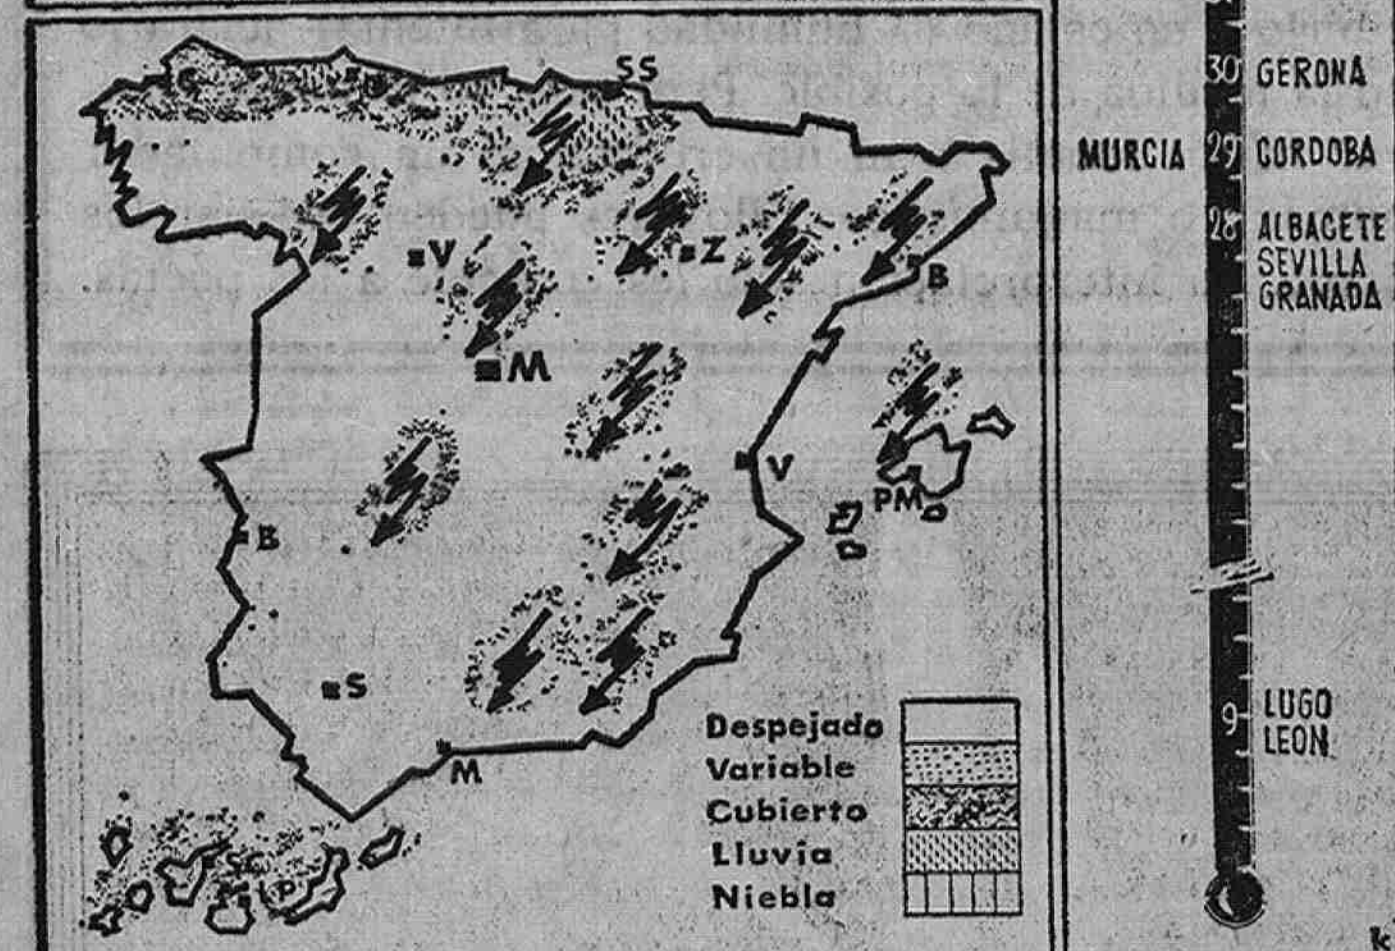 SS
C
V
Z
B
M
V
PM
B
S
M
SC
P
Despejado
Variable
Cubierto
Lluvia
Niebla
30 GERONA
MURCIA 29 CORDOBA
28 ALBACETE
SEVILLA
GRANADA
9 LUGO
LEON